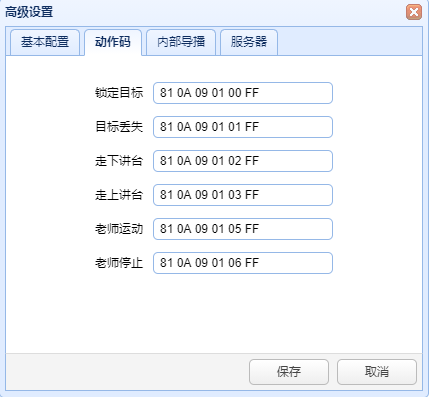 高级设置
基本配置 动作码 内部导播 服务器
锁定目标 81 0A 09 01 00 FF
目标丢失 81 0A 09 01 01 FF
走下讲台 81 0A 09 01 02 FF
走上讲台 81 0A 09 01 03 FF
老师运动 81 0A 09 01 05 FF
老师停止 81 0A 09 01 06 FF
保存 取消